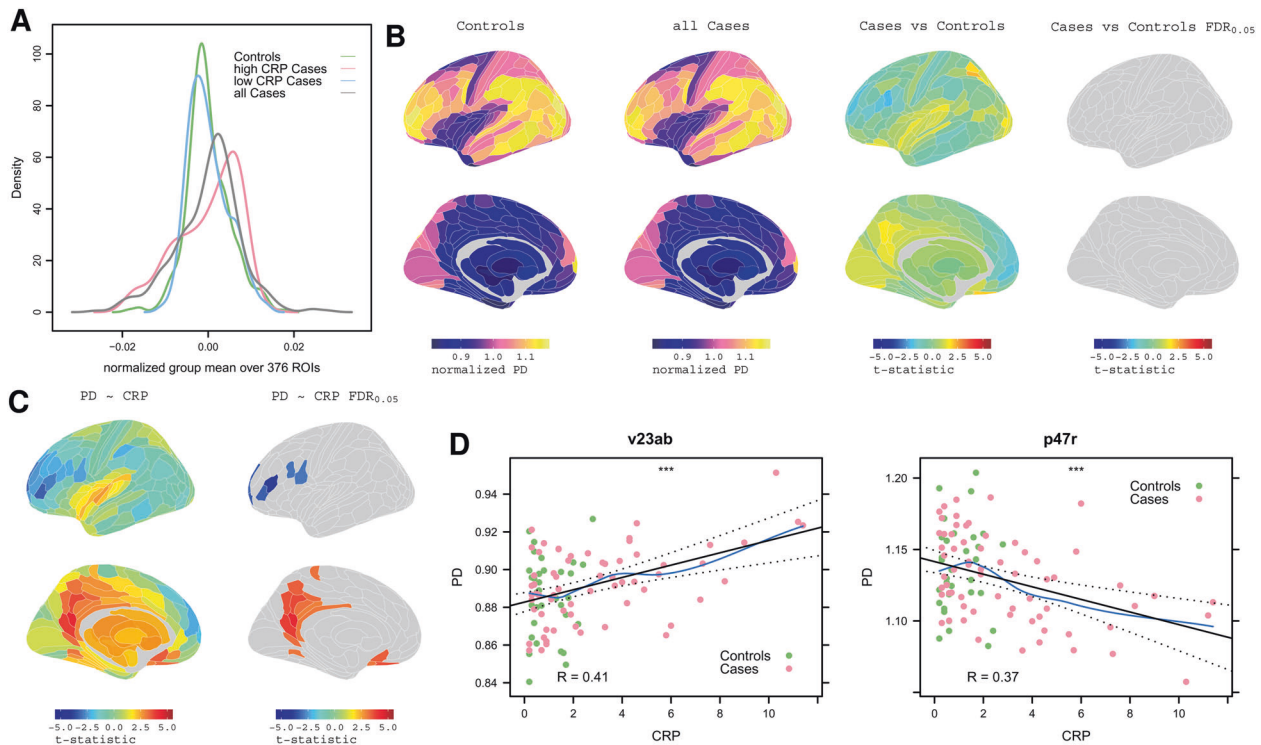 A
Controls
high CRP Cases
low CRP Cases
all Cases
Density
0
20
40
60
80
100
−0.02
0.00
0.02
normalized group mean over 376 ROIs
B
Controls
all Cases
Cases vs Controls
Cases vs Controls FDR0.05
0.9 1.0 1.1
normalized PD
0.9 1.0 1.1
normalized PD
−5.0−2.5 0.0 2.5 5.0
t−statistic
−5.0−2.5 0.0 2.5 5.0
t−statistic
C
PD ~ CRP
PD ~ CRP FDR0.05
−5.0−2.5 0.0 2.5 5.0
t−statistic
−5.0−2.5 0.0 2.5 5.0
t−statistic
D
v23ab
***
PD
0.94
0.92
0.90
0.88
0.86
0.84
Controls
Cases
R = 0.41
0 2 4 6 8 10
CRP
p47r
***
Controls
Cases
PD
1.20
1.15
1.10
R = 0.37
0 2 4 6 8 10
CRP